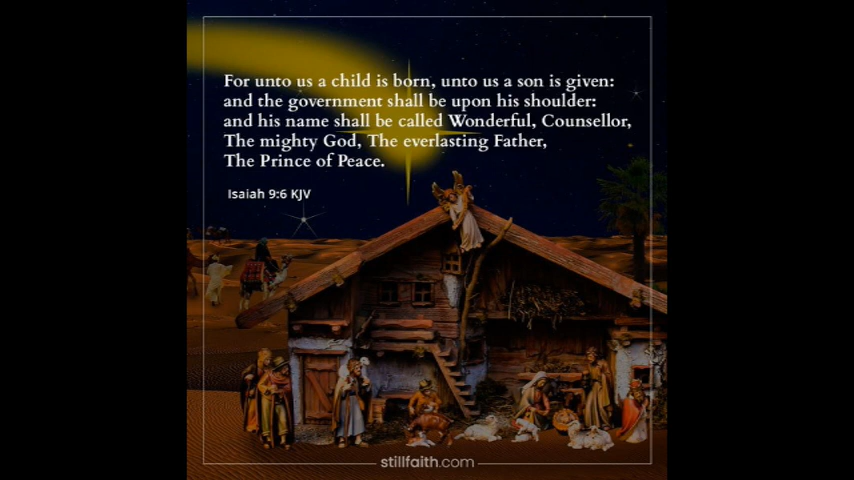 For unto us a child is born, unto us a son is given:
and the government shall be upon his shoulder:
and his name shall be called Wonderful, Counsellor,
The mighty God, The everlasting Father,
The Prince of Peace.
Isaiah 9:6 KJV
stillfaith.com